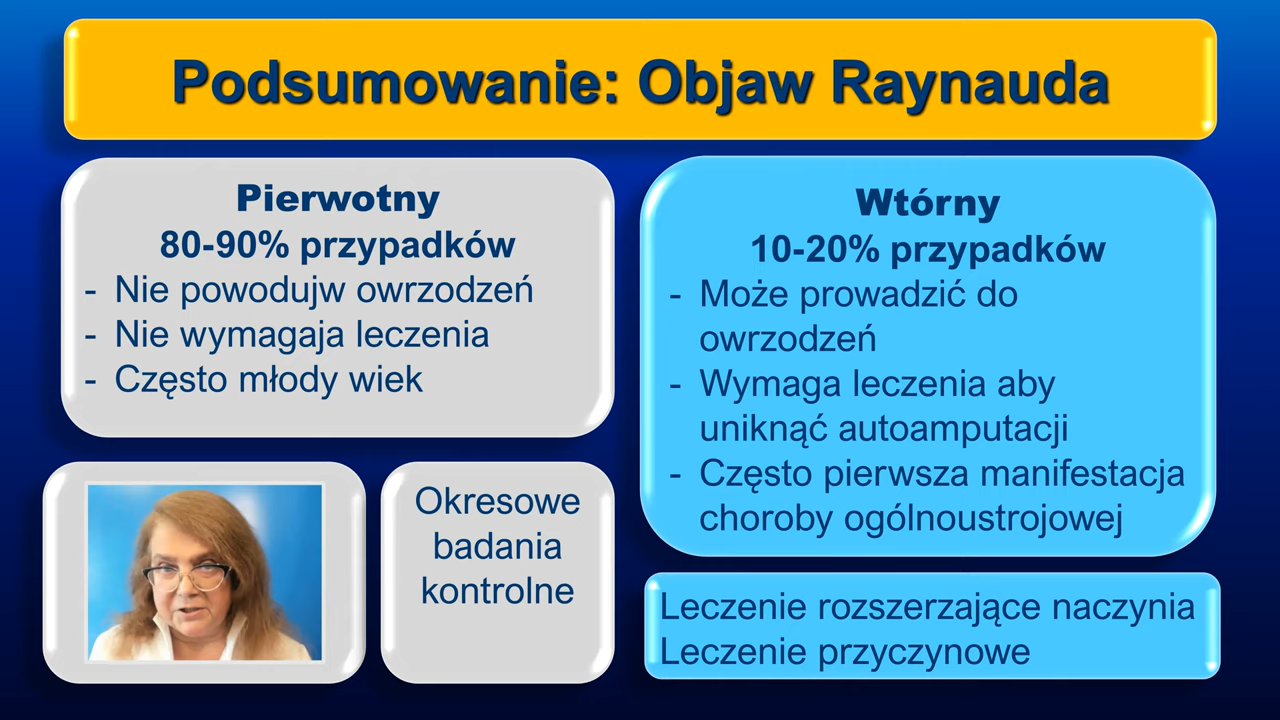 Podsumowanie: Objaw Raynauda
Pierwotny
80-90% przypadków
- Nie powodujw owrzodzeń
- Nie wymagaja leczenia
- Często młody wiek
Okresowe
badania
kontrolne
Wtórny
10-20% przypadków
- Może prowadzić do
owrzodzeń
- Wymaga leczenia aby
uniknąć autoamputacji
- Często pierwsza manifestacja
choroby ogólnoustrojowej
Leczenie rozszerzające naczynia
Leczenie przyczynowe